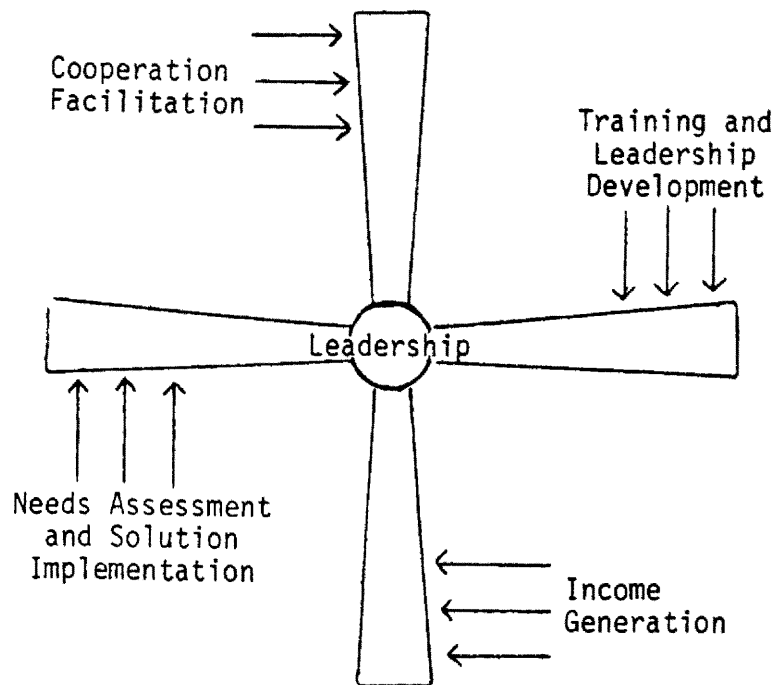 Cooperation
Facilitation
Training and
Leadership
Development
Leadership
Needs Assessment
and Solution
Implementation
Income
Generation